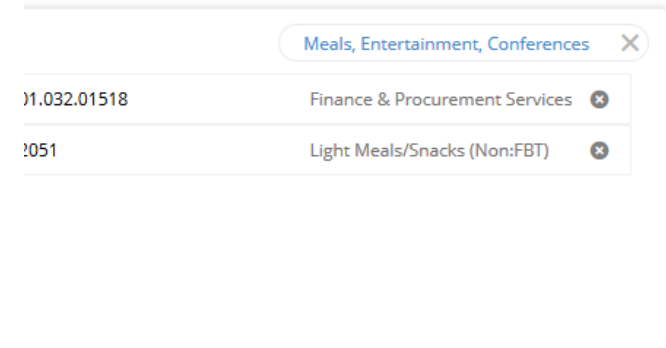 Meals, Entertainment, Conferences
01.032.01518 Finance & Procurement Services
2051 Light Meals/Snacks (Non:FBT)